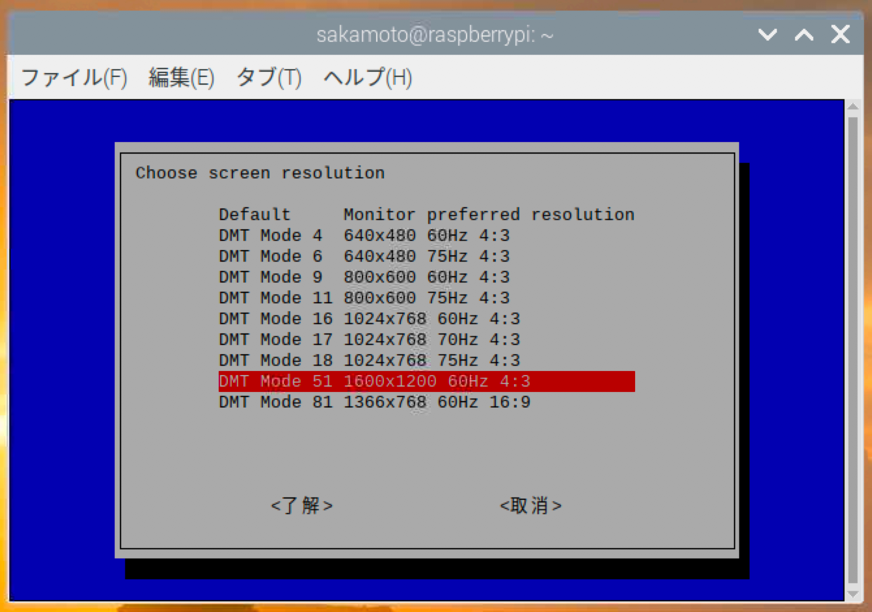 sakamoto@raspberrypi: ~
ファイル(F) 編集(E) タブ(T) ヘルプ(H)
Choose screen resolution
Default Monitor preferred resolution
DMT Mode 4 640x480 60Hz 4:3
DMT Mode 6 640x480 75Hz 4:3
DMT Mode 9 800x600 60Hz 4:3
DMT Mode 11 800x600 75Hz 4:3
DMT Mode 16 1024x768 60Hz 4:3
DMT Mode 17 1024x768 70Hz 4:3
DMT Mode 18 1024x768 75Hz 4:3
DMT Mode 51 1600x1200 60Hz 4:3
DMT Mode 81 1366x768 60Hz 16:9
<了解> <取消>